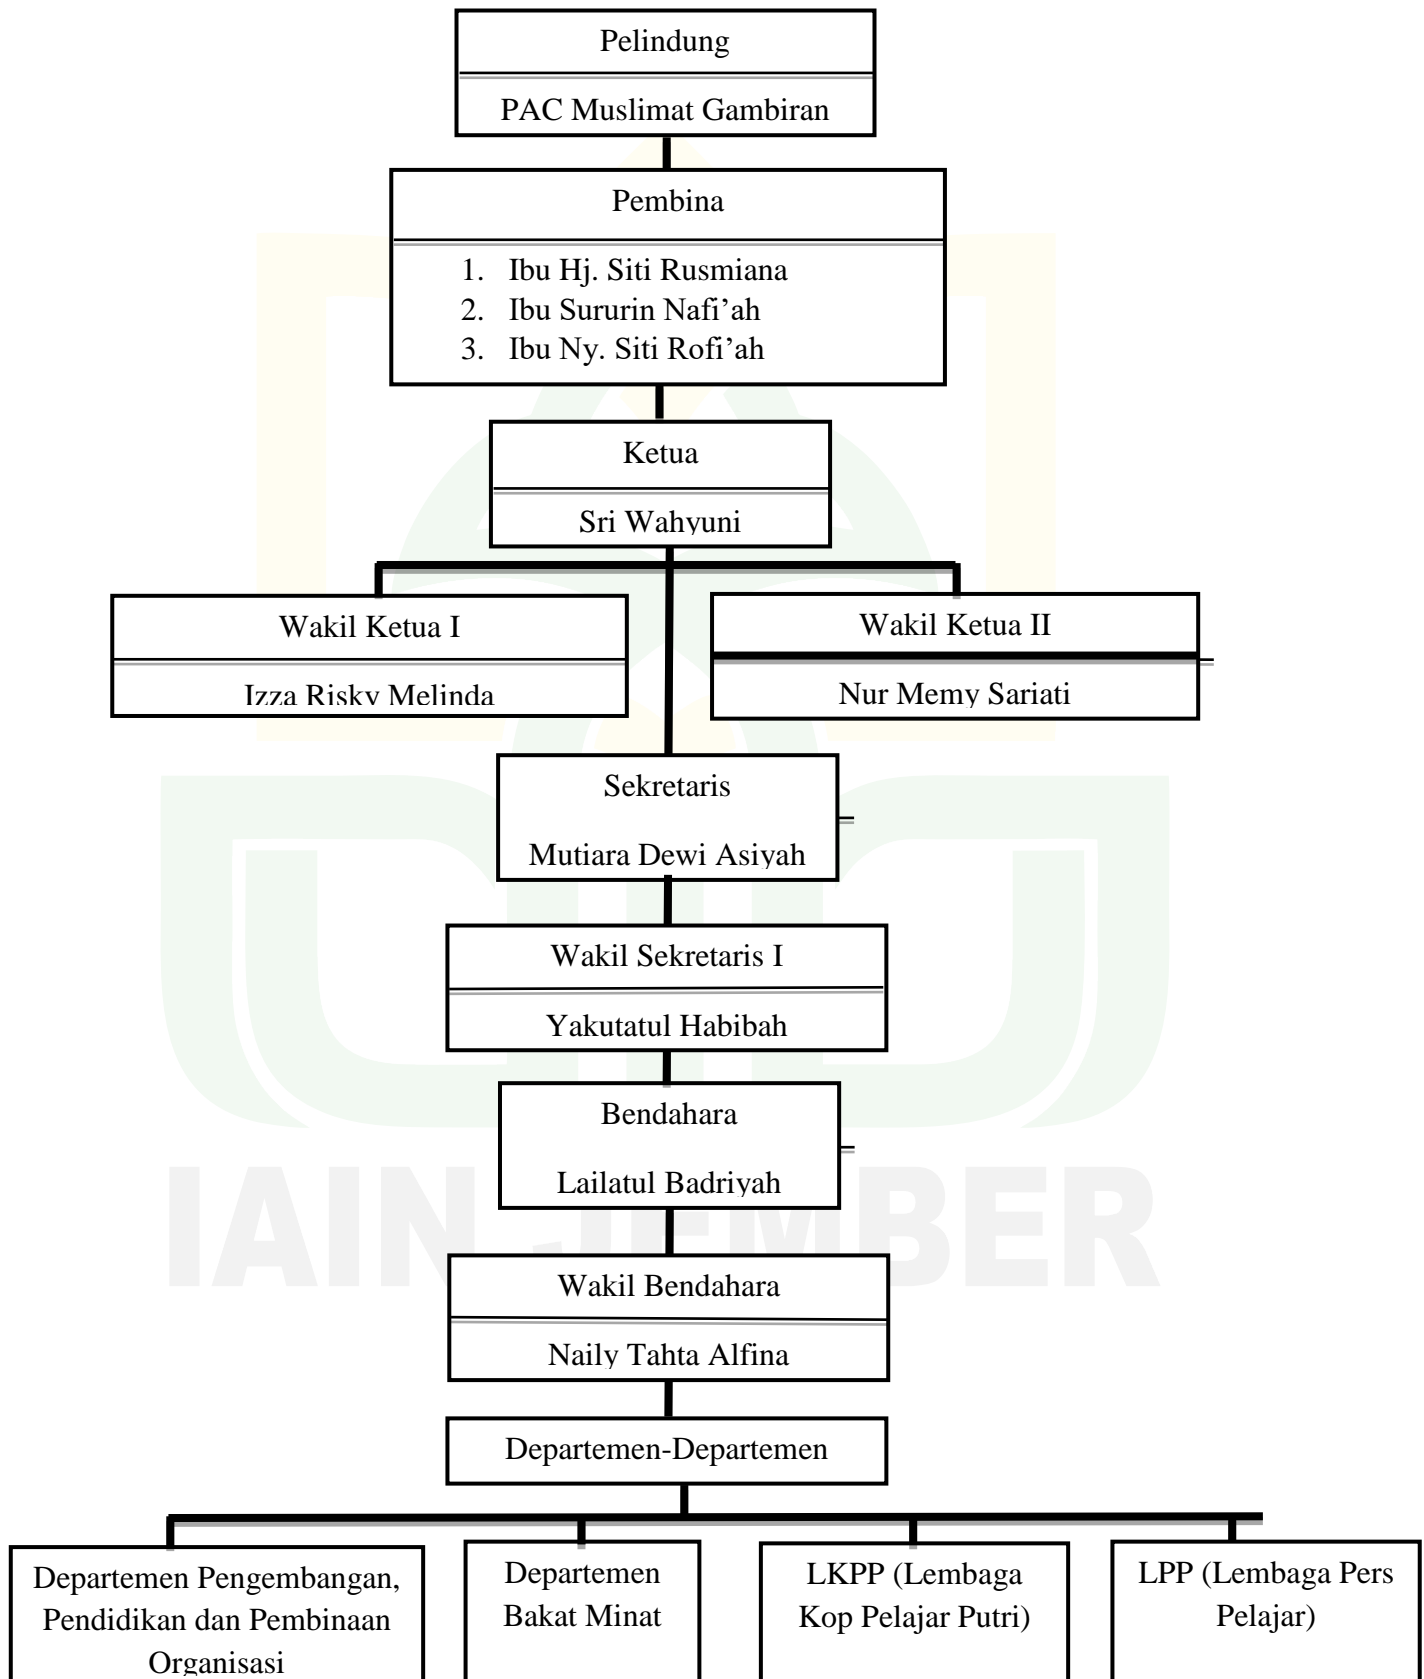 Pelindung
PAC Muslimat Gambiran
Pembina
1. Ibu Hj. Siti Rusmiana
2. Ibu Sururin Nafi’ah
3. Ibu Ny. Siti Rofi’ah
Ketua
Sri Wahyuni
Wakil Ketua I
Wakil Ketua II
Izza Risky Melinda
Nur Memy Sariati
Sekretaris
Mutiara Dewi Asiyah
Wakil Sekretaris I
Yakutatul Habibah
Bendahara
Lailatul Badriyah
IAIN JEMBER
Wakil Bendahara
Naily Tahta Alfina
Departemen-Departemen
Departemen Pengembangan,
Pendidikan dan Pembinaan
Organisasi
Departemen
Bakat Minat
LKPP (Lembaga
Kop Pelajar Putri)
LPP (Lembaga Pers
Pelajar)